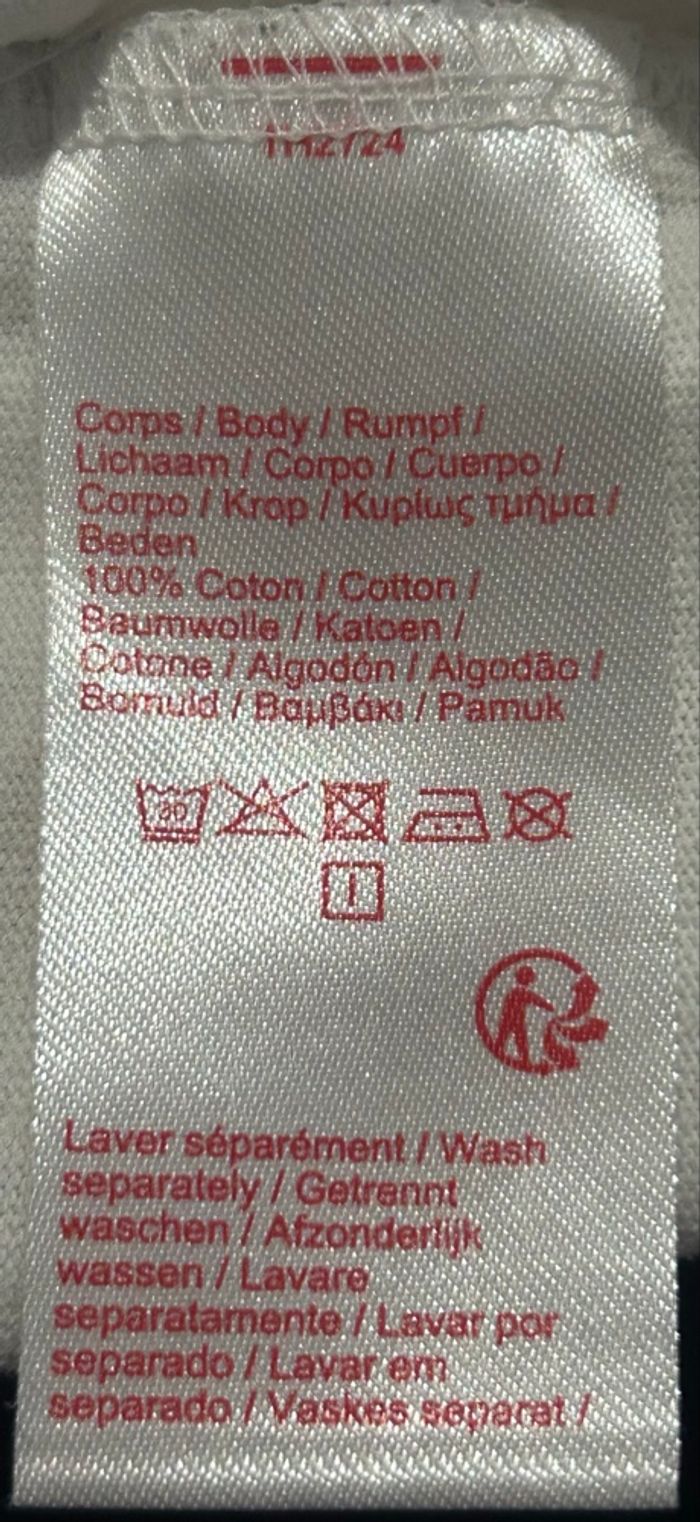 Corps / Body / Rumpf /
Lichaam / Corpo / Cuerpo /
Corpo / Krop / Κυρίως τμήμα /
Beden
100% Coton / Cotton /
Baumwolle / Katoen /
Cotone / Algodón / Algodão /
Bomuld / Βαμβάκι / Pamuk
30
Laver séparément / Wash
separately / Getrennt
waschen / Afzonderlijk
wassen / Lavare
separatamente / Lavar por
separado / Lavar em
separado / Vaskes separat /